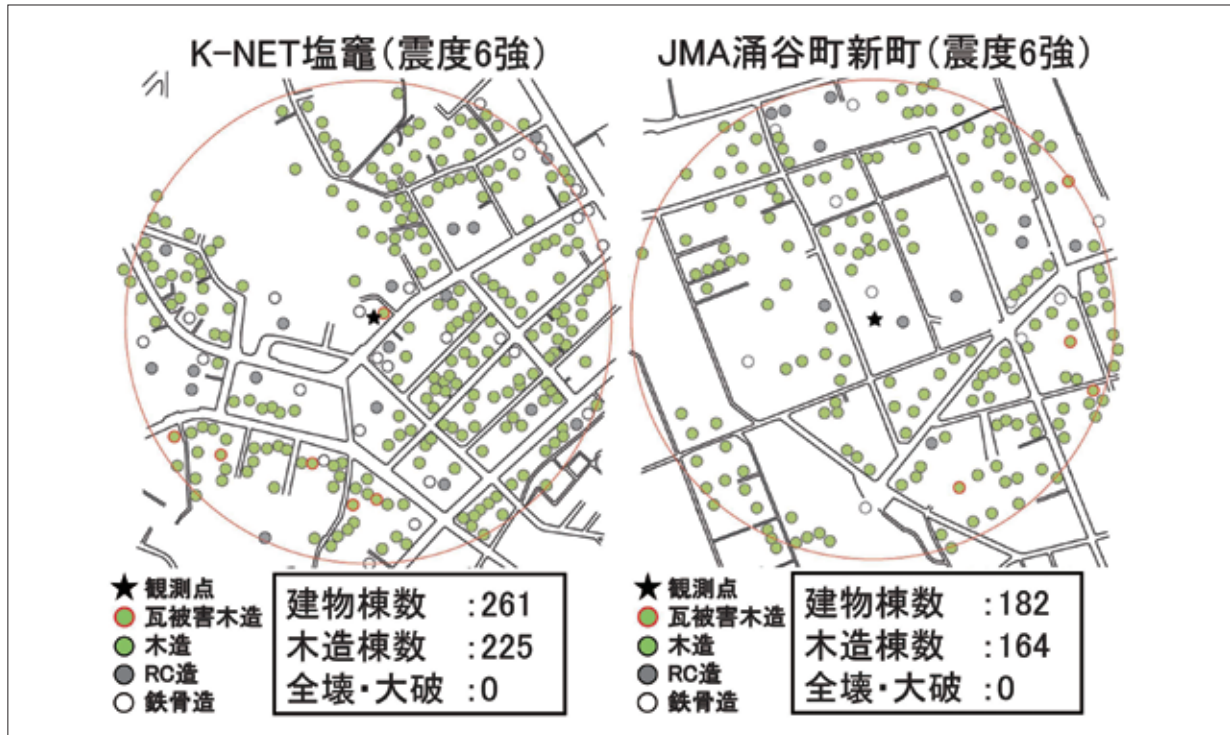 K-NET塩竈(震度6強)
★観測点
瓦被害木造
木造
RC造
鉄骨造
建物棟数 :261
木造棟数 :225
全壊・大破:0
JMA涌谷町新町(震度6強)
★観測点
瓦被害木造
木造
RC造
鉄骨造
建物棟数 :182
木造棟数 :164
全壊・大破:0